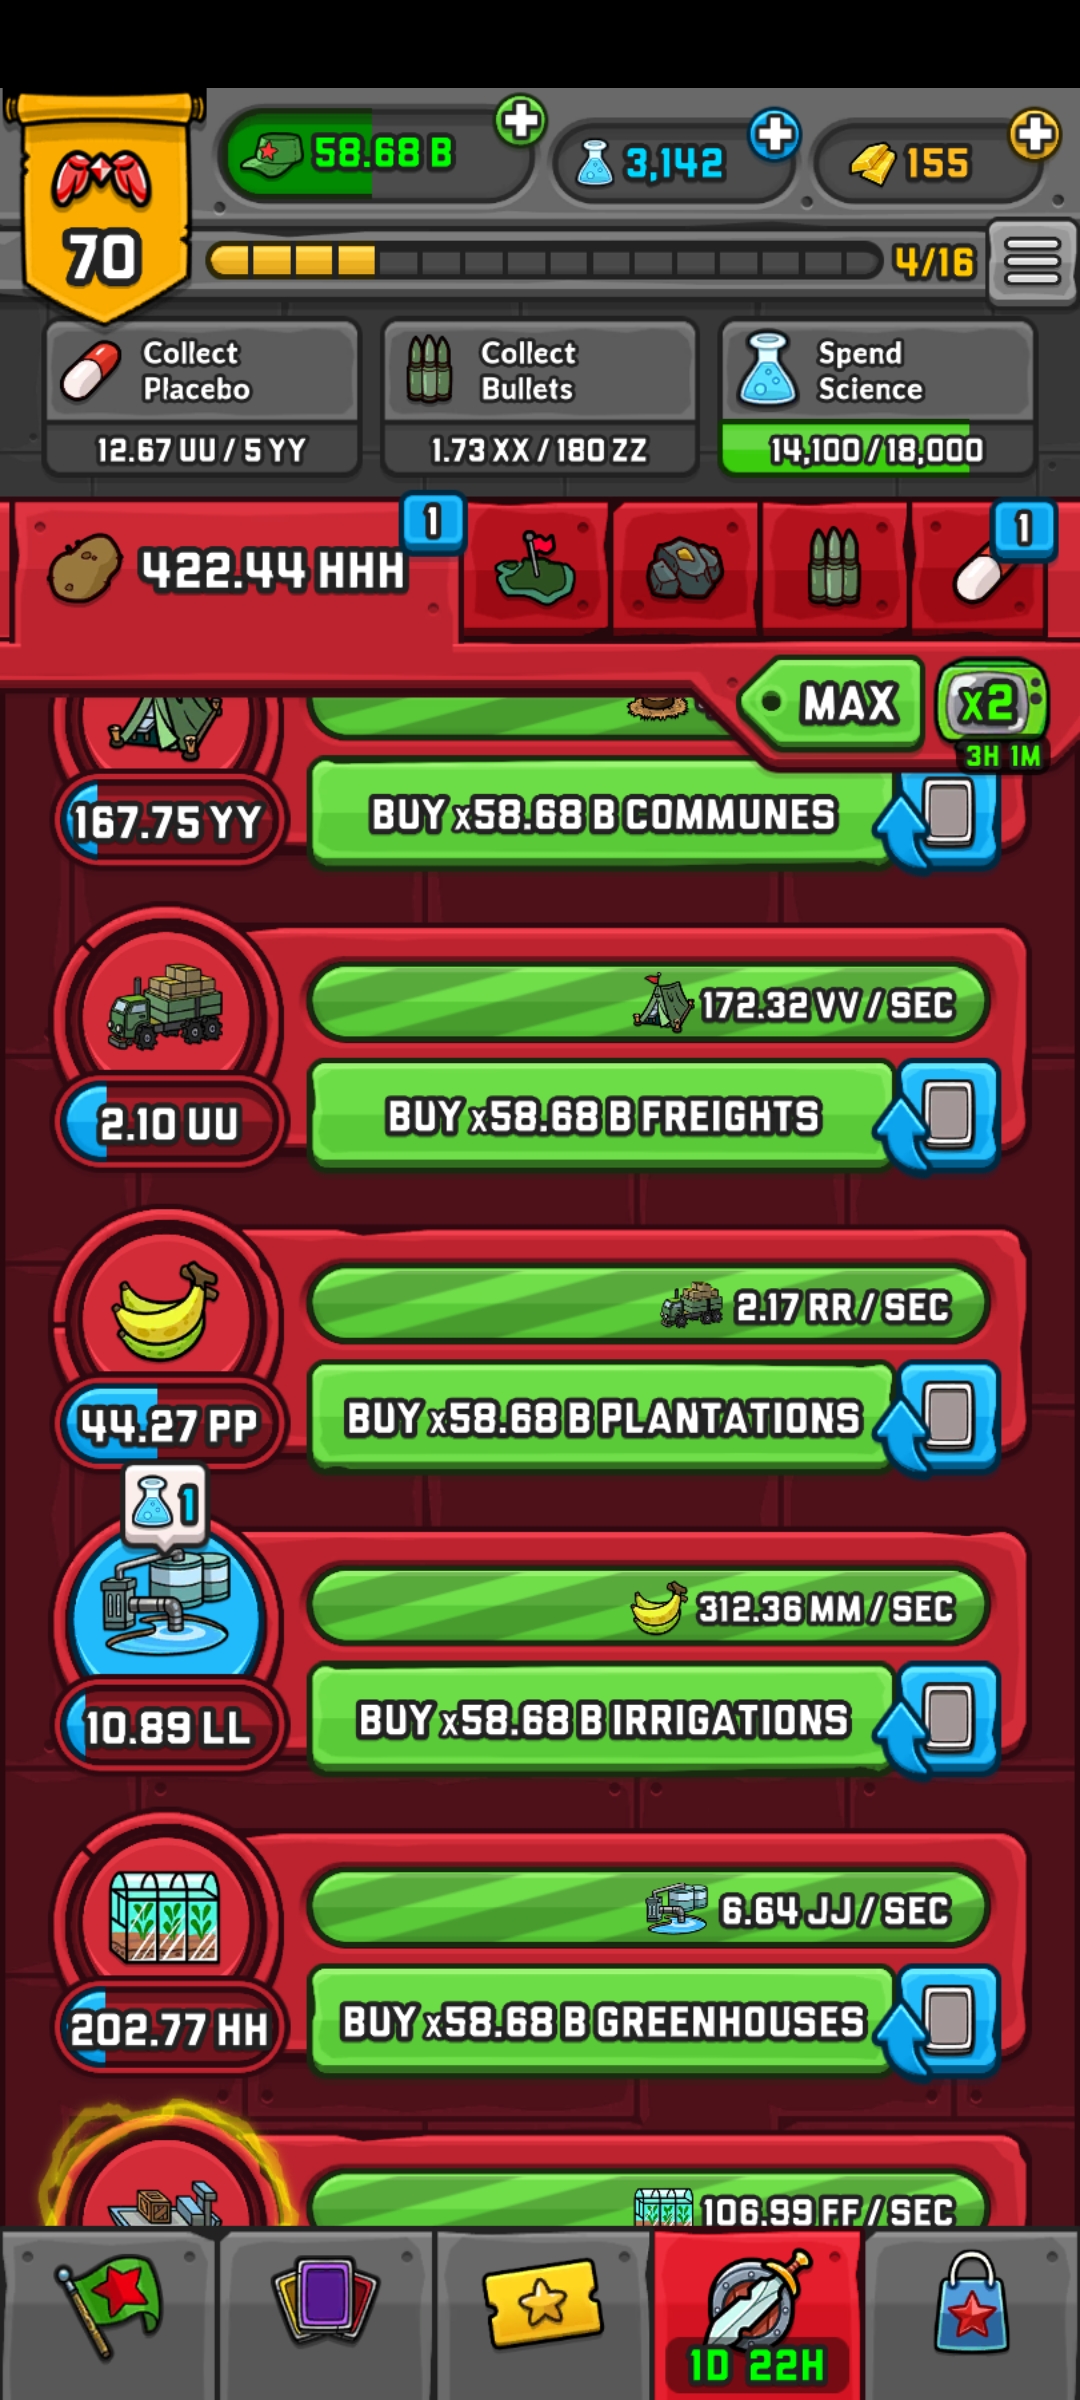 58.68 B
3,142
155
70
4/16
Collect
Placebo
12.67 UU / 5 YY
Collect
Bullets
1.73 XX / 180 ZZ
Spend
Science
14,100 / 18,000
422.44 HHH
1
1
MAX
x2
3H 1M
167.75 YY
BUY x58.68 B COMMUNES
172.32 VV / SEC
2.10 UU
BUY x58.68 B FREIGHTS
2.17 RR / SEC
44.27 PP
BUY x58.68 B PLANTATIONS
1
312.36 MM / SEC
10.89 LL
BUY x58.68 B IRRIGATIONS
6.64 JJ / SEC
202.77 HH
BUY x58.68 B GREENHOUSES
106.99 FF / SEC
1D 22H